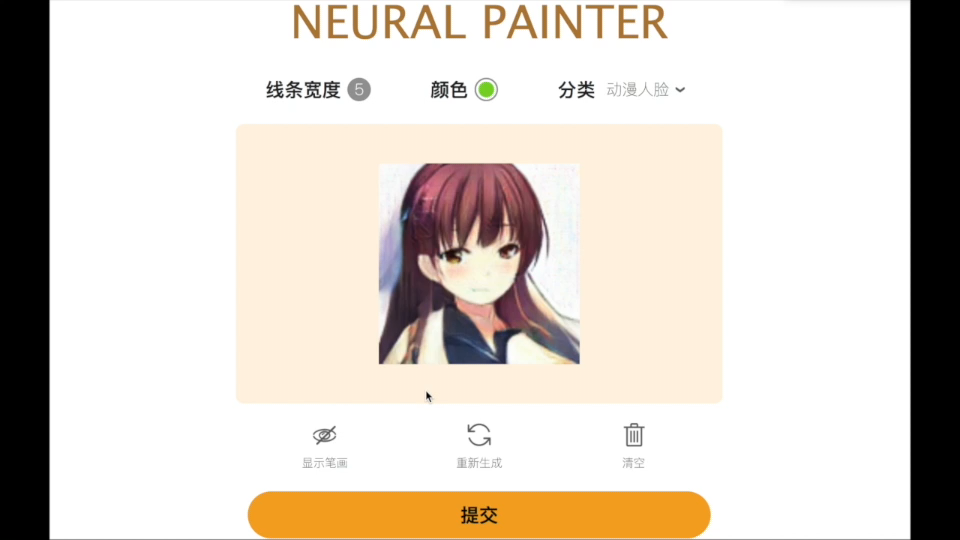 NEURAL PAINTER
线条宽度 5 颜色 分类 动漫人脸
显示笔画 重新生成 清空
提交